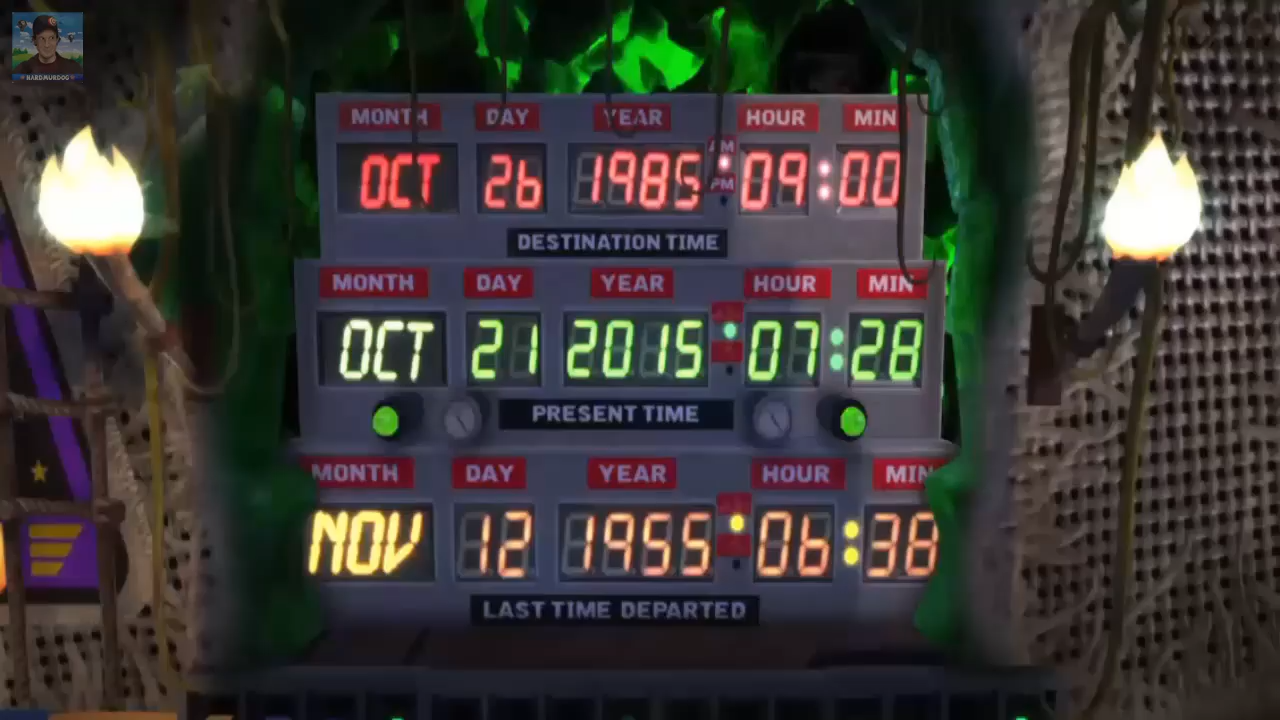 HARDMURDOG
MONTH DAY YEAR HOUR MIN
AM
OCT 26 1985 PM 09:00
DESTINATION TIME
MONTH DAY YEAR HOUR MIN
OCT 21 2015 07:28
PRESENT TIME
MONTH DAY YEAR HOUR MIN
NOV 12 1955 06:38
LAST TIME DEPARTED